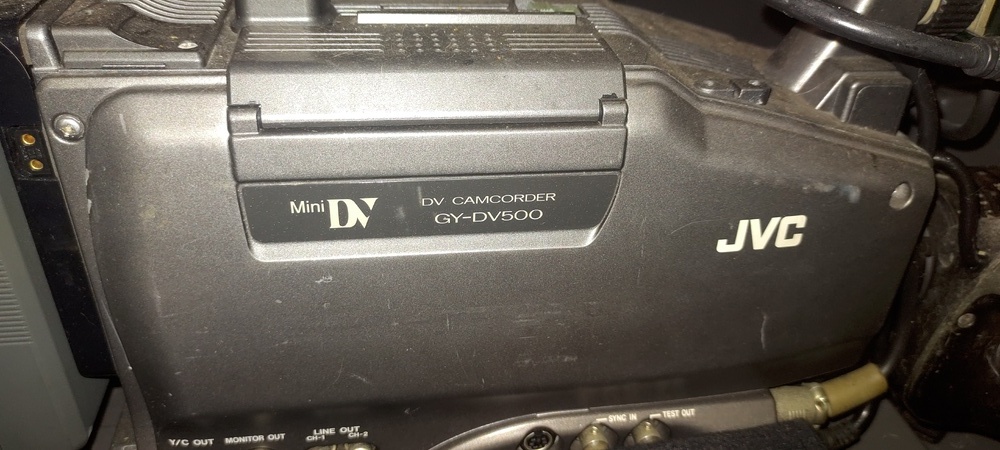 Mini DV
DV CAMCORDER
GY-DV500
JVC
Y/C OUT
MONITOR OUT
LINE OUT
CH-1
CH-2
SYNC IN
TEST OUT